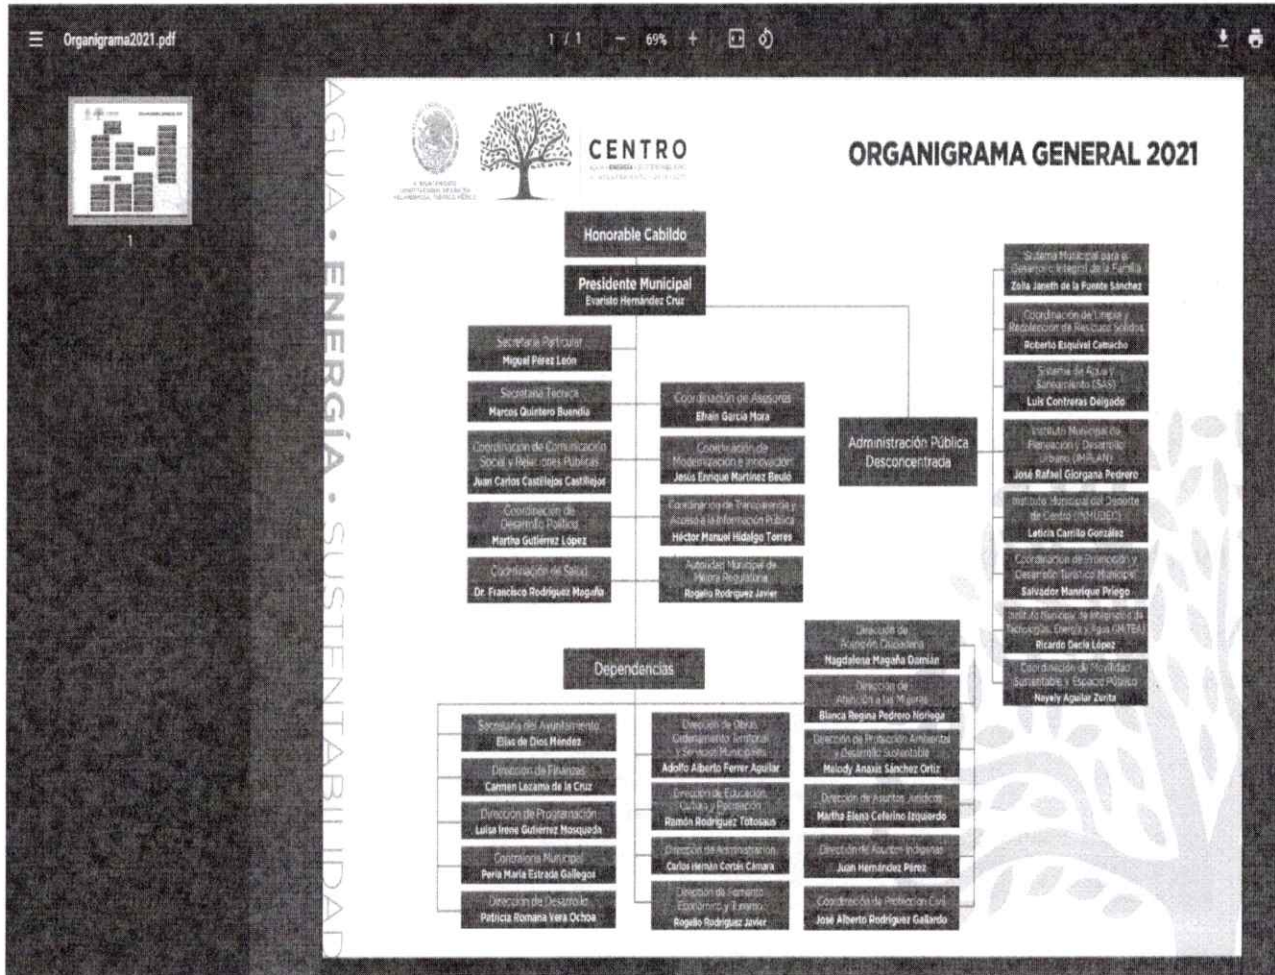 Organigrama2021.pdf
1 / 1
69%
1
AGUA • ENERGÍA • SUSTENTABILIDAD
CENTRO
ORGANIGRAMA GENERAL 2021
Honorable Cabildo
Presidente Municipal
Evaristo Hernández Cruz
Secretaría Particular
Miguel Pérez León
Secretaría Técnica
Marcos Quintero Buendía
Coordinación de Comunicación
Social y Relaciones Públicas
Juan Carlos Castillejos Castillejos
Coordinación de
Desarrollo Político
Martha Gutiérrez López
Coordinación de Salud
Dr. Francisco Rodríguez Magaña
Coordinación de Asesores
Efraín García Mora
Coordinación de
Modernización e Innovación
Jesús Enrique Martínez Beuló
Coordinación de Transparencia y
Acceso a la Información Pública
Héctor Manuel Hidalgo Torres
Autoridad Municipal de
Mejora Regulatoria
Rogelio Rodríguez Javier
Administración Pública
Desconcentrada
Sistema Municipal para el
Desarrollo Integral de la Familia
Zoila Janeth de la Fuente Sánchez
Coordinación de Limpia y
Recolección de Residuos Sólidos
Roberto Esquivel Camacho
Sistema de Agua y
Saneamiento (SAS)
Luis Contreras Delgado
Instituto Municipal de
Planeación y Desarrollo
Urbano (IMPLAN)
José Rafael Giorgana Pedrero
Instituto Municipal del Deporte
de Centro (INMUDEC)
Leticia Carrillo González
Coordinación de Promoción y
Desarrollo Turístico Municipal
Salvador Manrique Priego
Instituto Municipal de Integración de
Tecnologías, Energía y Agua (IMITEA)
Ricardo Decle López
Coordinación de Movilidad
Sustentable y Espacio Público
Nayely Aguilar Zurita
Dependencias
Secretaría del Ayuntamiento
Elías de Dios Méndez
Dirección de Finanzas
Carmen Lezama de la Cruz
Dirección de Programación
Luisa Irene Gutiérrez Mosqueda
Contraloría Municipal
Perla María Estrada Gallegos
Dirección de Desarrollo
Patricia Romana Vera Ochoa
Dirección de Obras,
Ordenamiento Territorial
y Servicios Municipales
Adolfo Alberto Ferrer Aguilar
Dirección de Educación,
Cultura y Recreación
Ramón Rodríguez Totosaus
Dirección de Administración
Carlos Hernán Cortés Cámara
Dirección de Fomento
Económico y Turismo
Rogelio Rodríguez Javier
Dirección de
Atención Ciudadana
Magdalena Magaña Damián
Dirección de
Atención a las Mujeres
Blanca Regina Pedrero Noriega
Dirección de Protección Ambiental
y Desarrollo Sustentable
Melody Anaxis Sánchez Ortiz
Dirección de Asuntos Jurídicos
Martha Elena Ceferino Izquierdo
Dirección de Asuntos Indígenas
Juan Hernández Pérez
Coordinación de Protección Civil
José Alberto Rodríguez Gallardo